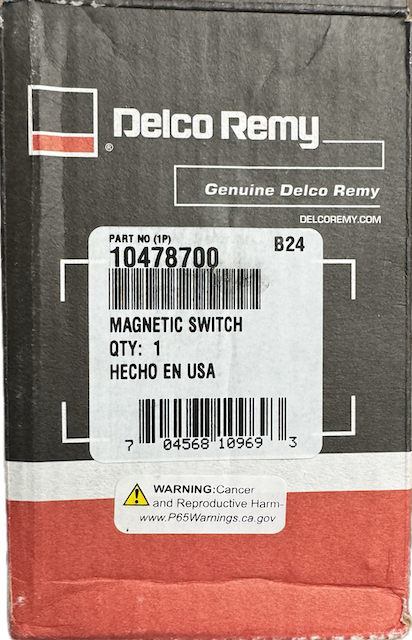 Delco Remy
®
Genuine Delco Remy
DELCOREMY.COM
PART NO (1P)
B24
10478700
MAGNETIC SWITCH
QTY: 1
HECHO EN USA
7 04568 10969 3
WARNING:Cancer
and Reproductive Harm-
www.P65Warnings.ca.gov